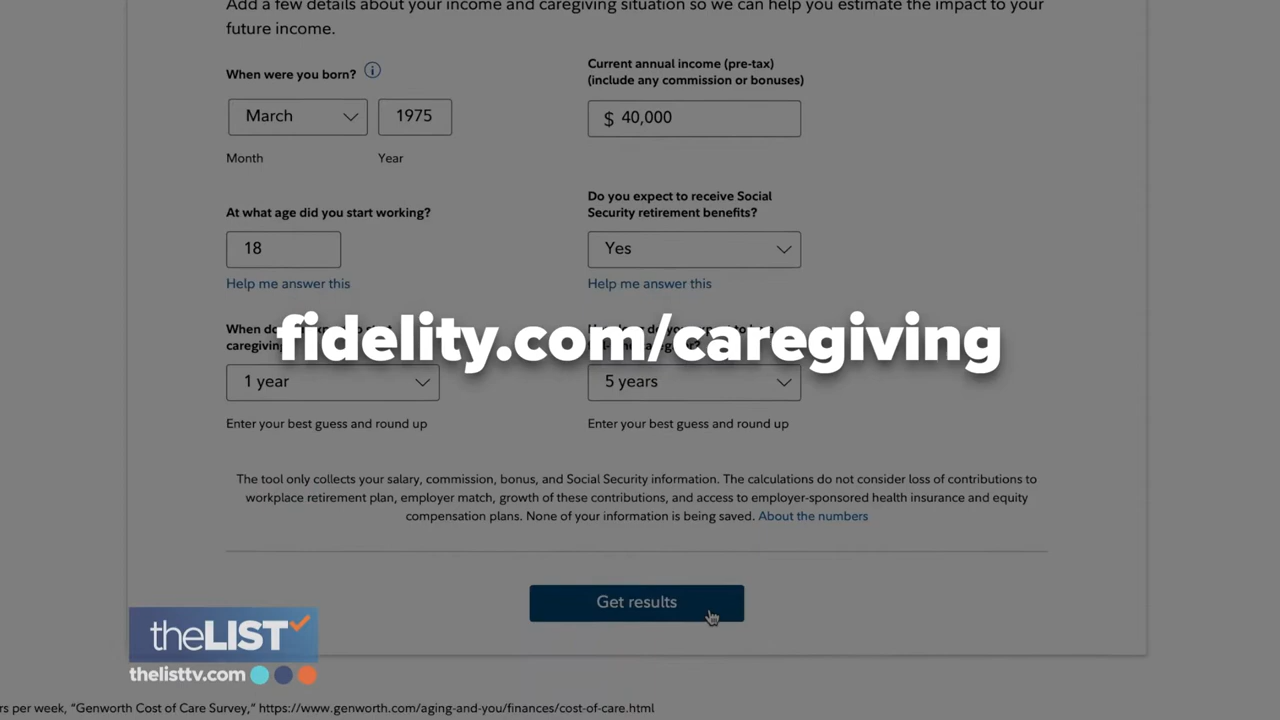 Add a few details about your income and caregiving situation so we can help you estimate the impact to your
future income.
When were you born?
March
1975
Month
Year
Current annual income (pre-tax)
(include any commission or bonuses)
$ 40,000
At what age did you start working?
18
Help me answer this
Do you expect to receive Social
Security retirement benefits?
Yes
Help me answer this
When do
caregiving
fidelity.com/caregiving
1 year
Enter your best guess and round up
5 years
Enter your best guess and round up
The tool only collects your salary, commission, bonus, and Social Security information. The calculations do not consider loss of contributions to
workplace retirement plan, employer match, growth of these contributions, and access to employer-sponsored health insurance and equity
compensation plans. None of your information is being saved. About the numbers
Get results
theLIST
thelisttv.com
rs per week, “Genworth Cost of Care Survey,” https://www.genworth.com/aging-and-you/finances/cost-of-care.html